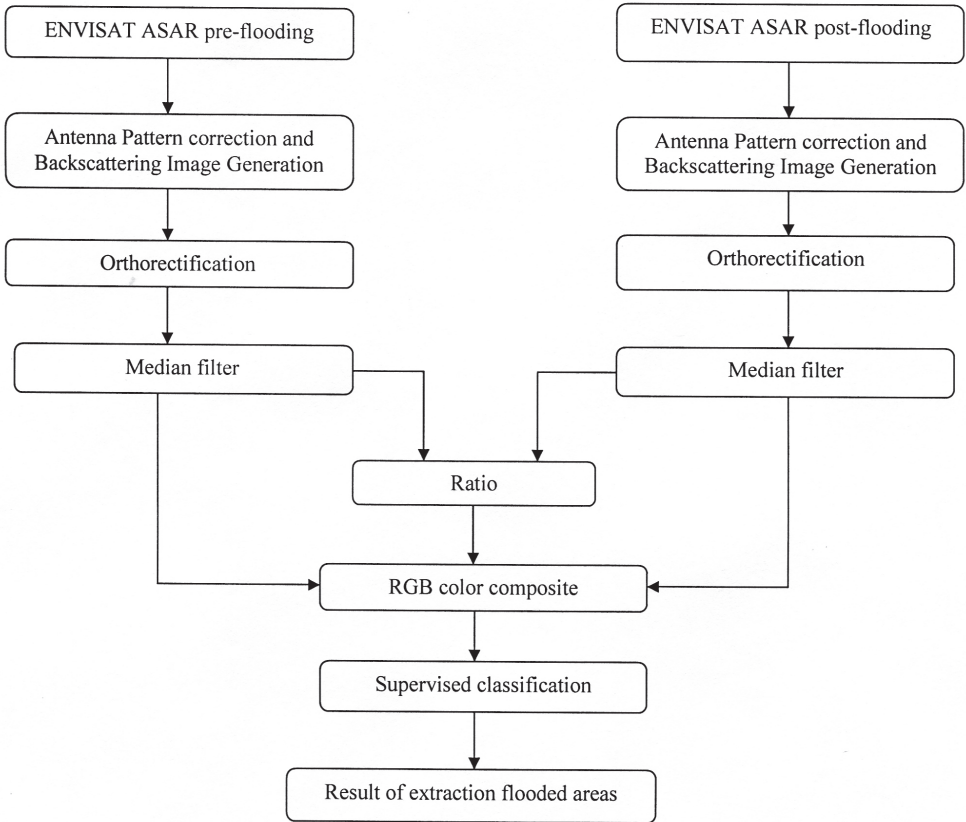 ENVISAT ASAR pre-flooding
ENVISAT ASAR post-flooding
Antenna Pattern correction and
Backscattering Image Generation
Antenna Pattern correction and
Backscattering Image Generation
Orthorectification
Orthorectification
Median filter
Median filter
Ratio
RGB color composite
Supervised classification
Result of extraction flooded areas